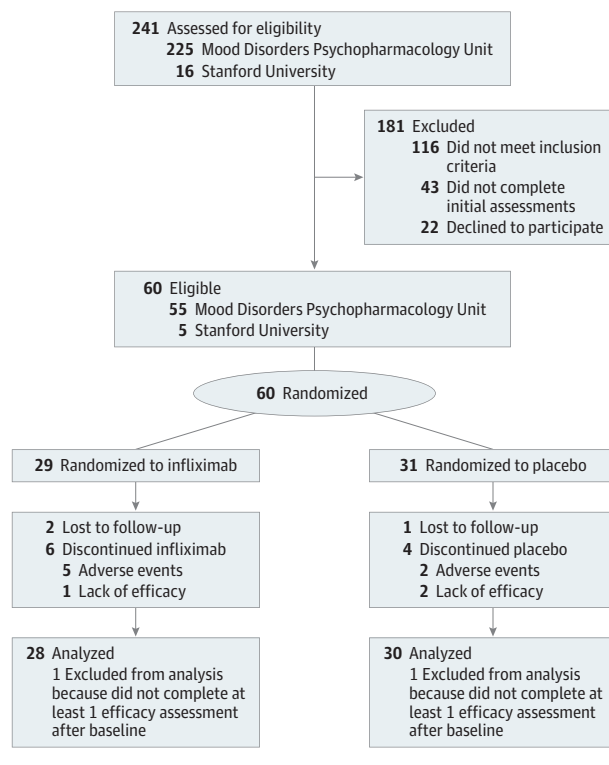 241 Assessed for eligibility
225 Mood Disorders Psychopharmacology Unit
16 Stanford University
181 Excluded
116 Did not meet inclusion
criteria
43 Did not complete
initial assessments
22 Declined to participate
60 Eligible
55 Mood Disorders Psychopharmacology Unit
5 Stanford University
60 Randomized
29 Randomized to infliximab
2 Lost to follow-up
6 Discontinued infliximab
5 Adverse events
1 Lack of efficacy
28 Analyzed
1 Excluded from analysis
because did not complete at
least 1 efficacy assessment
after baseline
31 Randomized to placebo
1 Lost to follow-up
4 Discontinued placebo
2 Adverse events
2 Lack of efficacy
30 Analyzed
1 Excluded from analysis
because did not complete at
least 1 efficacy assessment
after baseline